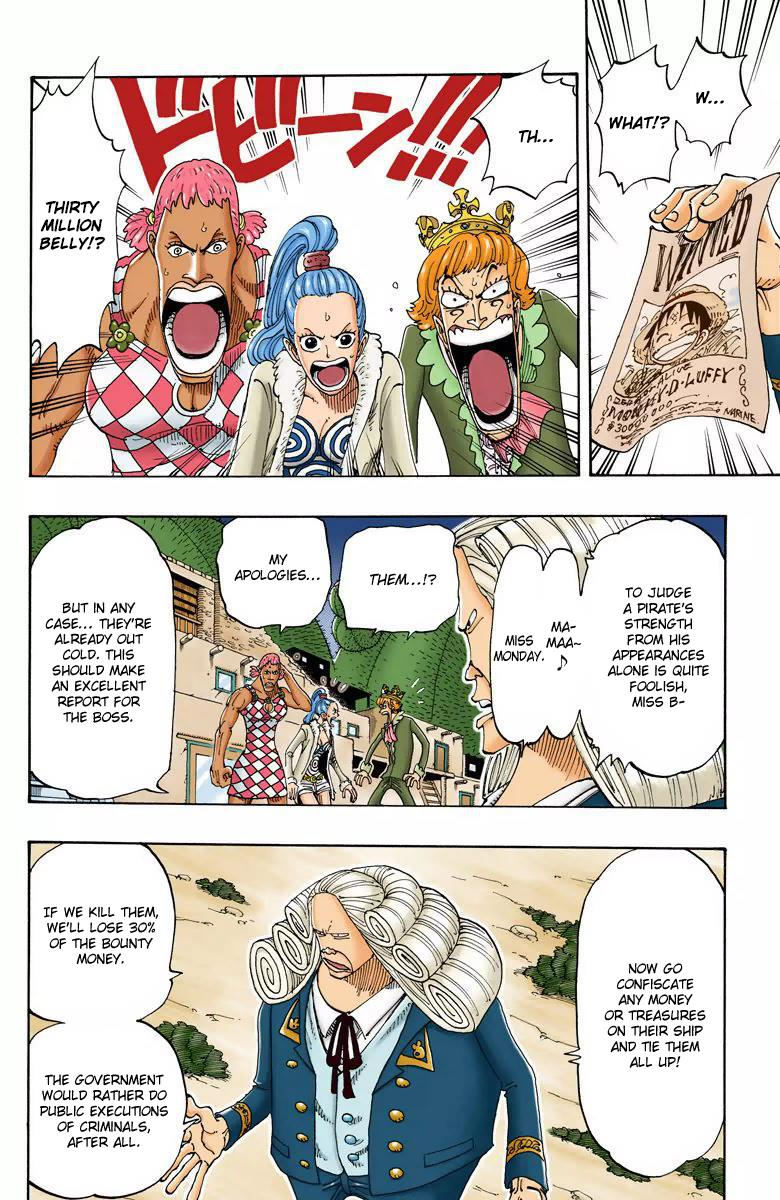 W...
WHAT!?
WANTED
MONKEY·D·LUFFY
MARINE
TH...
ドビーン!!!
THIRTY
MILLION
BELLY!?
TO JUDGE
A PIRATE'S
STRENGTH
FROM HIS
APPEARANCES
ALONE IS QUITE
FOOLISH,
MISS B-
MA-
MAA~
♪
MISS
MONDAY.
THEM...!?
MY
APOLOGIES...
BUT IN ANY
CASE... THEY'RE
ALREADY OUT
COLD. THIS
SHOULD MAKE
AN EXCELLENT
REPORT FOR
THE BOSS.
NOW GO
CONFISCATE
ANY MONEY
OR TREASURES
ON THEIR SHIP
AND TIE THEM
ALL UP!
IF WE KILL THEM,
WE'LL LOSE 30%
OF THE BOUNTY
MONEY.
THE GOVERNMENT
WOULD RATHER DO
PUBLIC EXECUTIONS
OF CRIMINALS,
AFTER ALL.